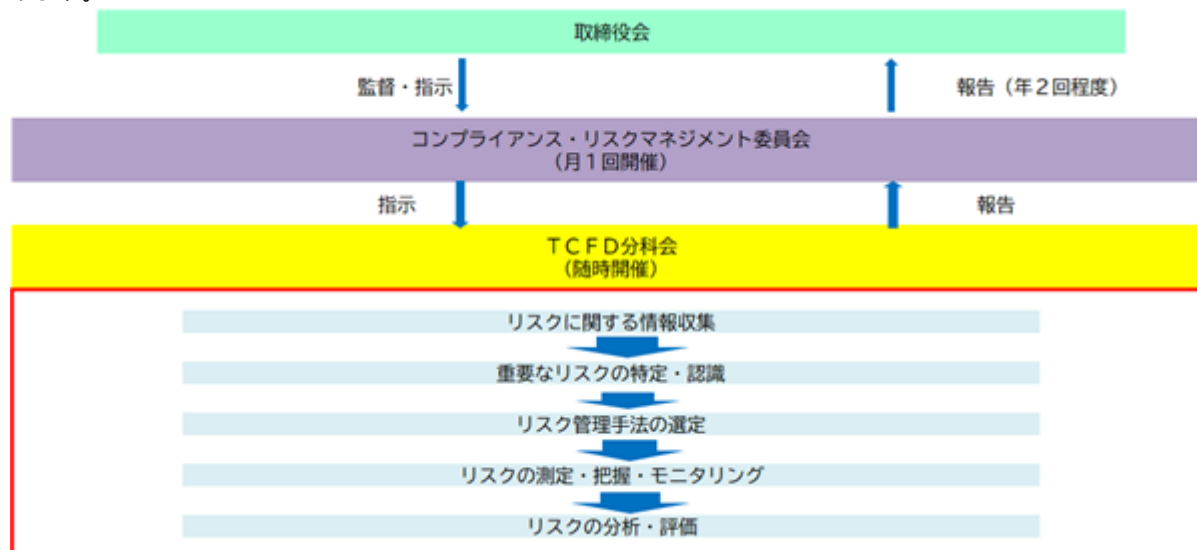 取締役会
監督・指示
報告（年２回程度）
コンプライアンス・リスクマネジメント委員会
（月１回開催）
指示
報告
ＴＣＦＤ分科会
（随時開催）
リスクに関する情報収集
重要なリスクの特定・認識
リスク管理手法の選定
リスクの測定・把握・モニタリング
リスクの分析・評価